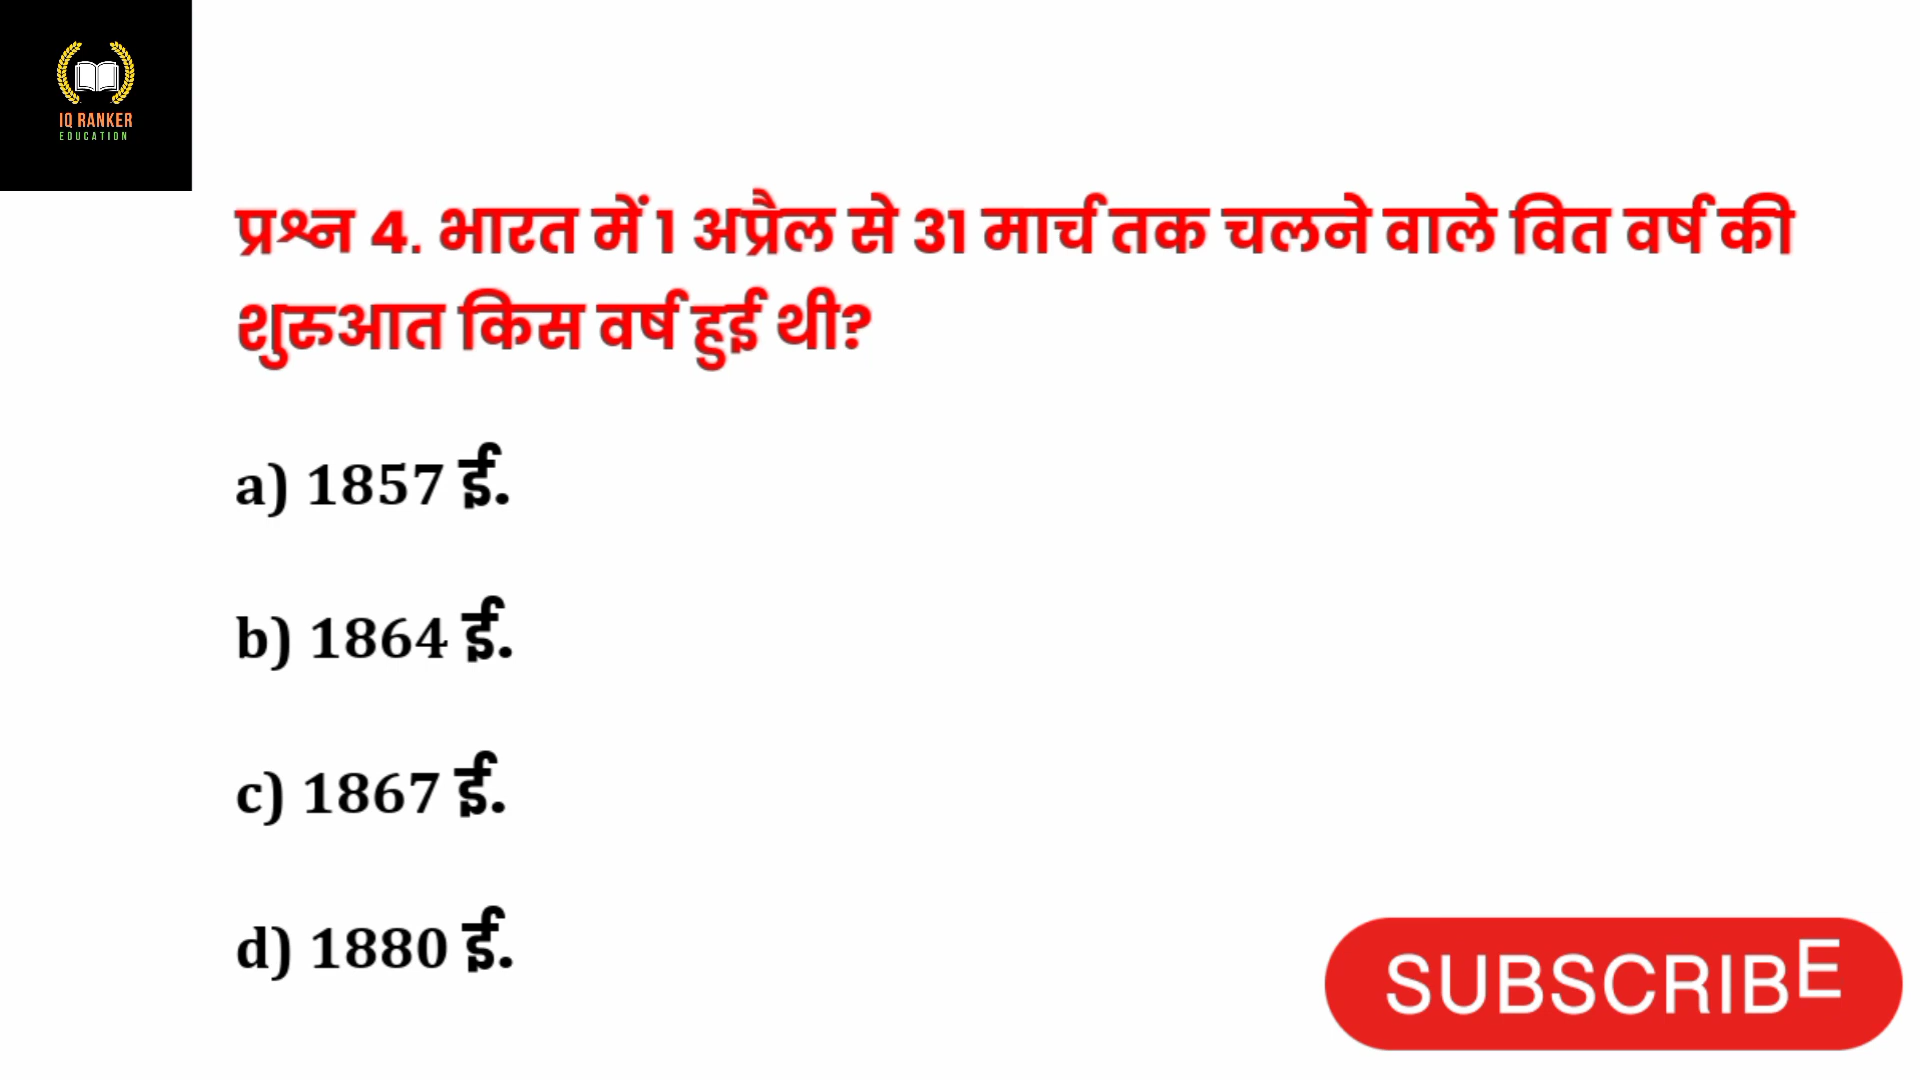 IQ RANKER
EDUCATION
प्रश्न 4. भारत में 1 अप्रैल से 31 मार्च तक चलने वाले वित वर्ष की
शुरुआत किस वर्ष हुई थी?
a) 1857 ई.
b) 1864 ई.
c) 1867 ई.
d) 1880 ई.
SUBSCRIBE